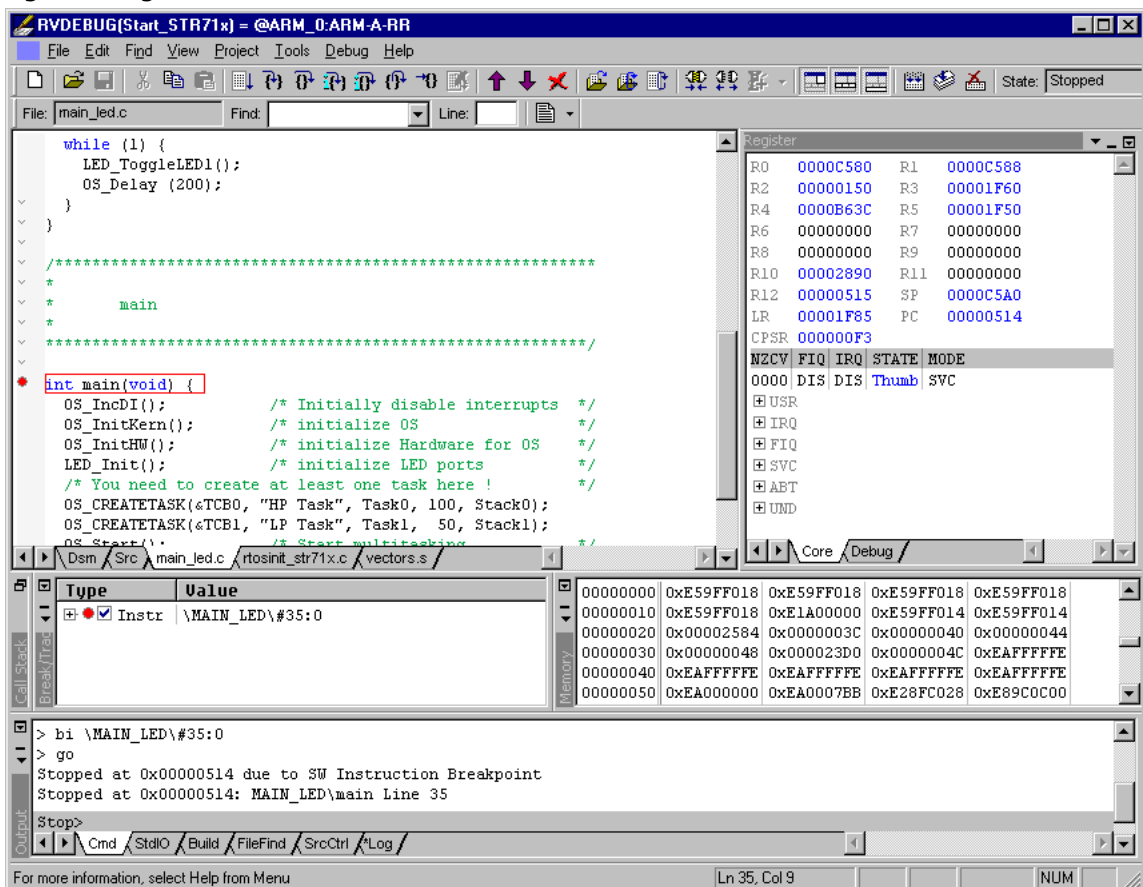 RVDEBUG(Start_STR71x) = @ARM_0:ARM-A-RR
File Edit Find View Project Tools Debug Help
State: Stopped
File: main_led.c Find: Line:
while (1) {
LED_ToggleLED1();
OS_Delay (200);
}
}
/**********************************************************
*
* main
*
**********************************************************/
int main(void) {
OS_IncDI(); /* Initially disable interrupts */
OS_InitKern(); /* initialize OS */
OS_InitHW(); /* initialize Hardware for OS */
LED_Init(); /* initialize LED ports */
/* You need to create at least one task here ! */
OS_CREATETASK(&TCB0, "HP Task", Task0, 100, Stack0);
OS_CREATETASK(&TCB1, "LP Task", Task1, 50, Stack1);
OS_Start(); /* Start multitasking */
Dsm Src main_led.c rtosinit_str71x.c vectors.s
Register
R0 0000C580 R1 0000C588
R2 00000150 R3 00001F60
R4 0000B63C R5 00001F50
R6 00000000 R7 00000000
R8 00000000 R9 00000000
R10 00002890 R11 00000000
R12 00000515 SP 0000C5A0
LR 00001F85 PC 00000514
CPSR 000000F3
NZCV FIQ IRQ STATE MODE
0000 DIS DIS Thumb SVC
USR
IRQ
FIQ
SVC
ABT
UND
Core Debug
Call Stack
Break/Trac
Type Value
Instr \MAIN_LED\#35:0
Memory
00000000 0xE59FF018 0xE59FF018 0xE59FF018 0xE59FF018
00000010 0xE59FF018 0xE1A00000 0xE59FF014 0xE59FF014
00000020 0x00002584 0x0000003C 0x00000040 0x00000044
00000030 0x00000048 0x000023D0 0x0000004C 0xEAFFFFFE
00000040 0xEAFFFFFE 0xEAFFFFFE 0xEAFFFFFE 0xEAFFFFFE
00000050 0xEA000000 0xEA0007BB 0xE28FC028 0xE89C0C00
Output
> bi \MAIN_LED\#35:0
> go
Stopped at 0x00000514 due to SW Instruction Breakpoint
Stopped at 0x00000514: MAIN_LED\main Line 35
Stop>
Cmd StdIO Build FileFind SrcCtrl *Log
For more information, select Help from Menu
Ln 35, Col 9
NUM